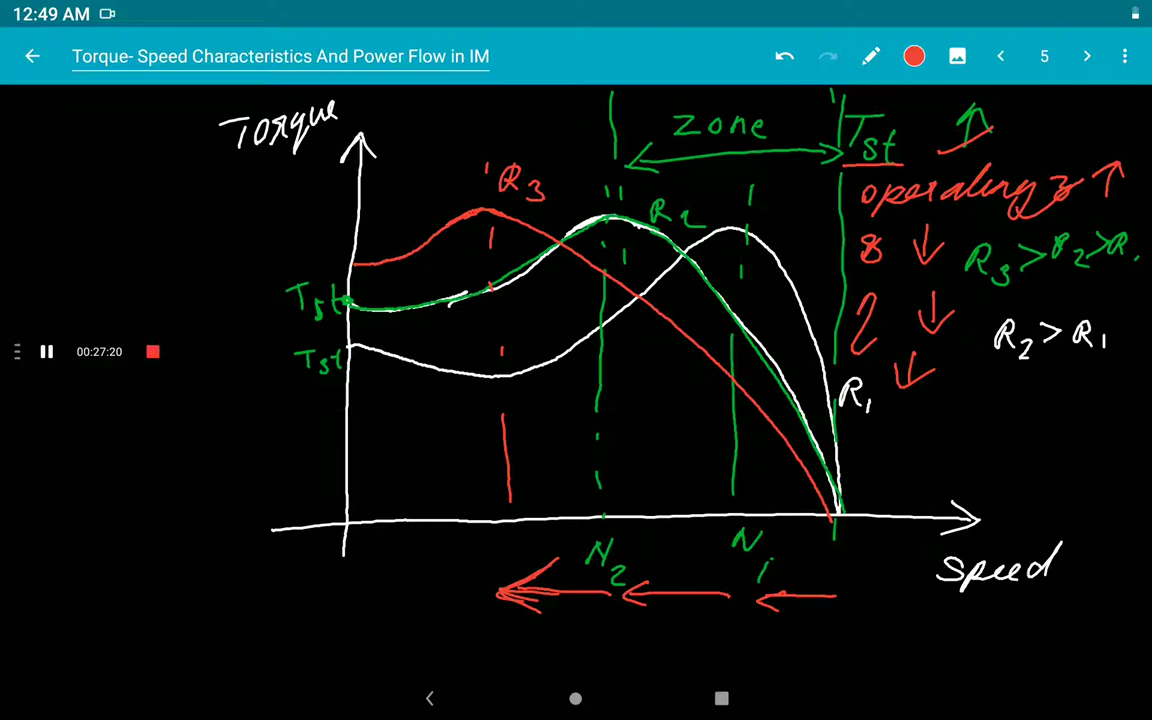 12:49 AM
Torque- Speed Characteristics And Power Flow in IM
5
Torque
zone
Tst
R3
R2
operating z
R3 > R2 > R1
Tst
Tst
R2 > R1
00:27:20
R1
N2
N1
Speed